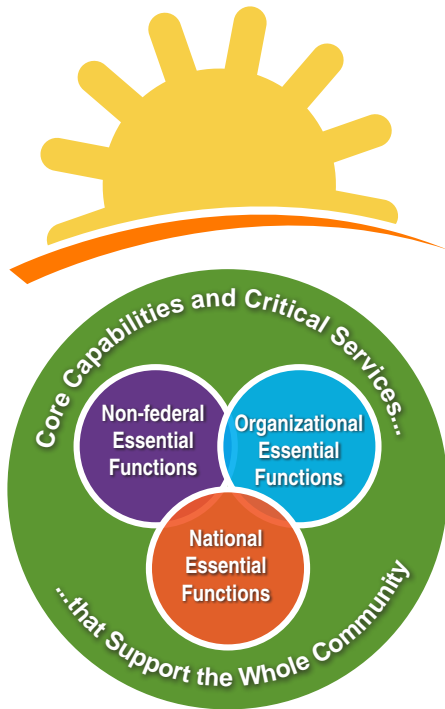 Core Capabilities and Critical Services...
Non-federal
Essential
Functions
Organizational
Essential
Functions
National
Essential
Functions
...that Support the Whole Community